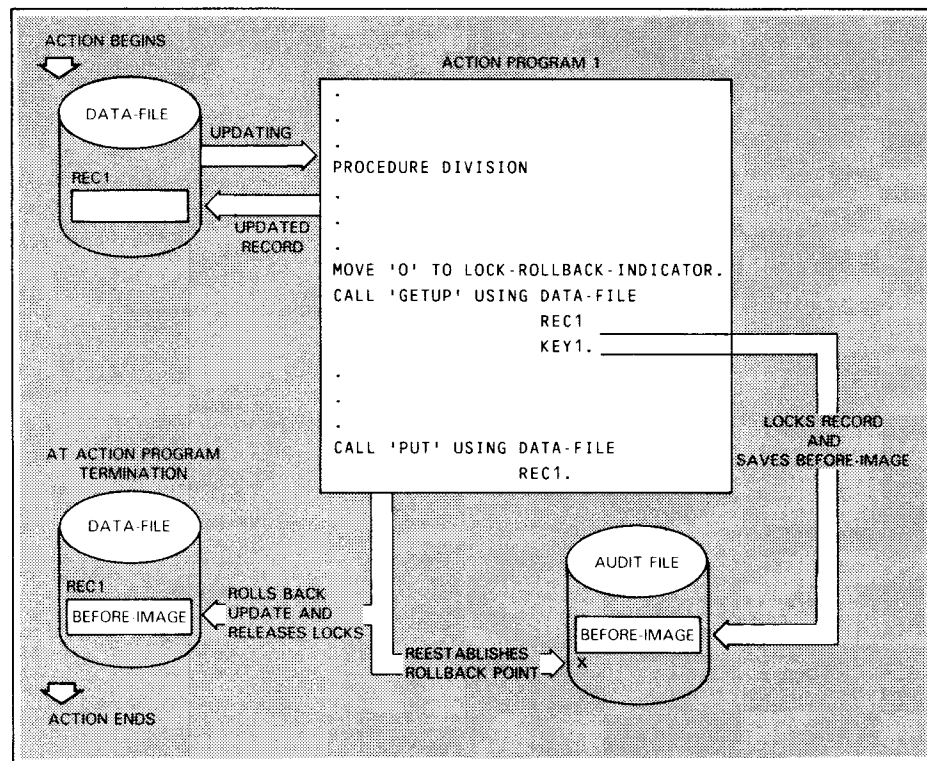 ACTION BEGINS
DATA-FILE
REC1
UPDATING
UPDATED
RECORD
ACTION PROGRAM 1
.
.
.
PROCEDURE DIVISION
.
.
.
MOVE 'O' TO LOCK-ROLLBACK-INDICATOR.
CALL 'GETUP' USING DATA-FILE
REC1
KEY1.
.
.
.
CALL 'PUT' USING DATA-FILE
REC1.
LOCKS RECORD
AND
SAVES BEFORE-IMAGE
AT ACTION PROGRAM
TERMINATION
DATA-FILE
REC1
BEFORE-IMAGE
ROLLS BACK
UPDATE AND
RELEASES LOCKS
REESTABLISHES
ROLLBACK POINT
AUDIT FILE
BEFORE-IMAGE
X
ACTION ENDS